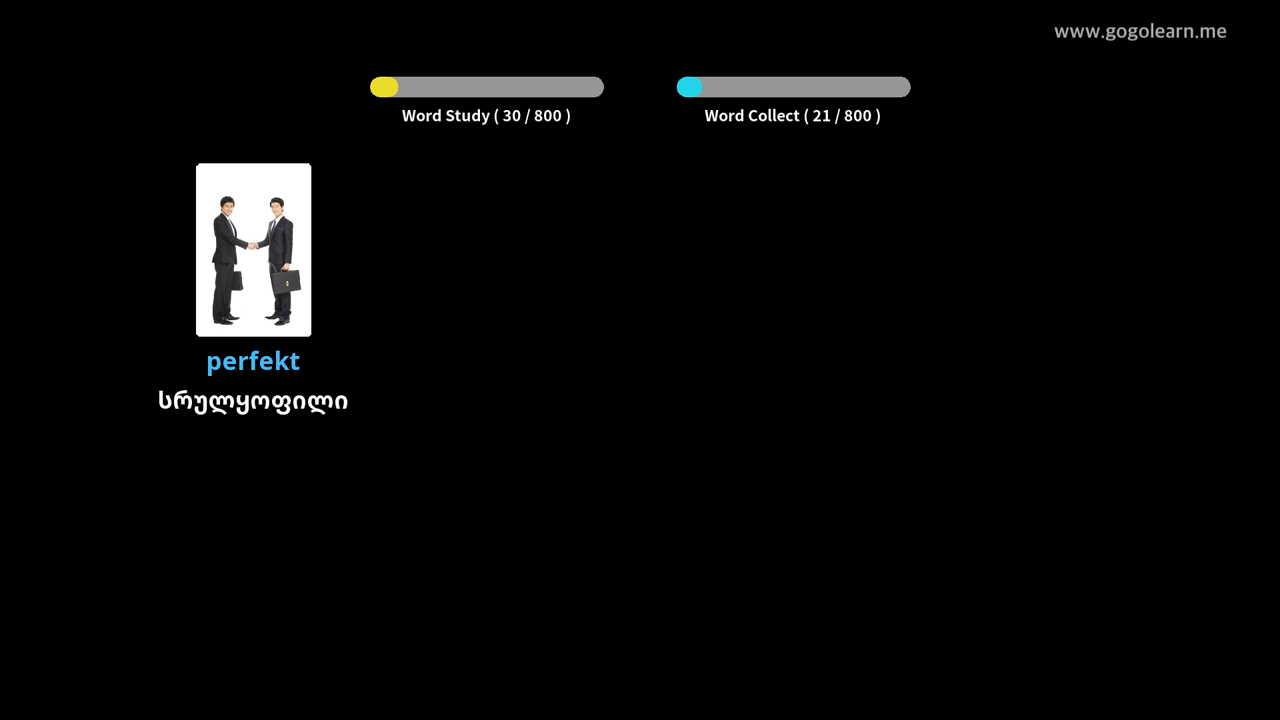 www.gogolearn.me
Word Study ( 30 / 800 )
Word Collect ( 21 / 800 )
perfekt
სრულყოფილი